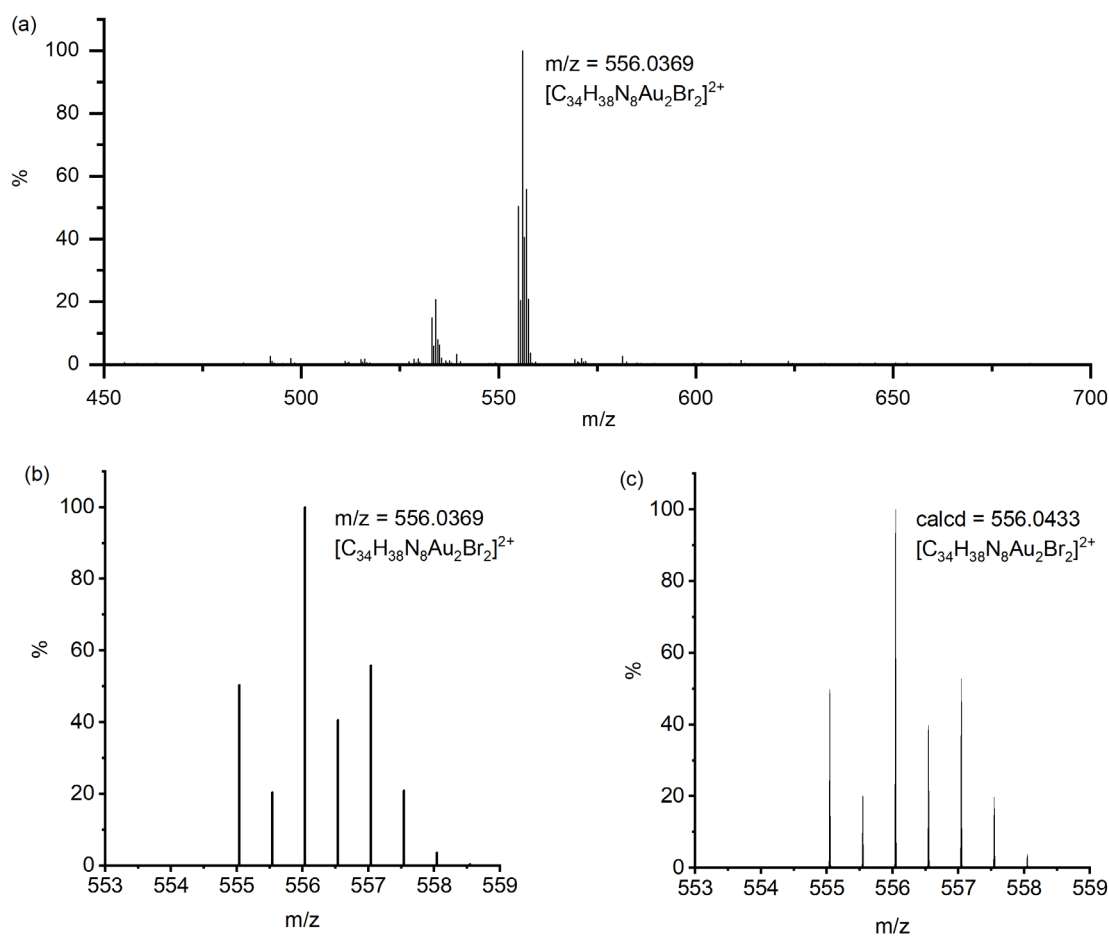 (a)
m/z = 556.0369
[C₃₄H₃₈N₈Au₂Br₂]²⁺
100
80
60
40
20
0
%
450 500 550 600 650 700
m/z
(b)
m/z = 556.0369
[C₃₄H₃₈N₈Au₂Br₂]²⁺
100
80
60
40
20
0
%
553 554 555 556 557 558 559
m/z
(c)
calcd = 556.0433
[C₃₄H₃₈N₈Au₂Br₂]²⁺
100
80
60
40
20
0
%
553 554 555 556 557 558 559
m/z